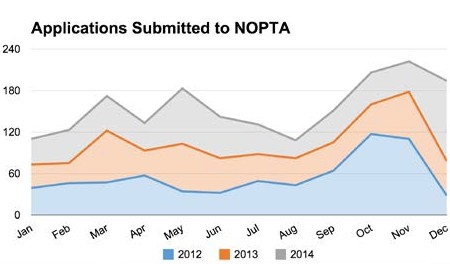 Applications Submitted to NOPTA
240
180
120
60
0
Jan Feb Mar Apr May Jun Jul Aug Sep Oct Nov Dec
2012 2013 2014